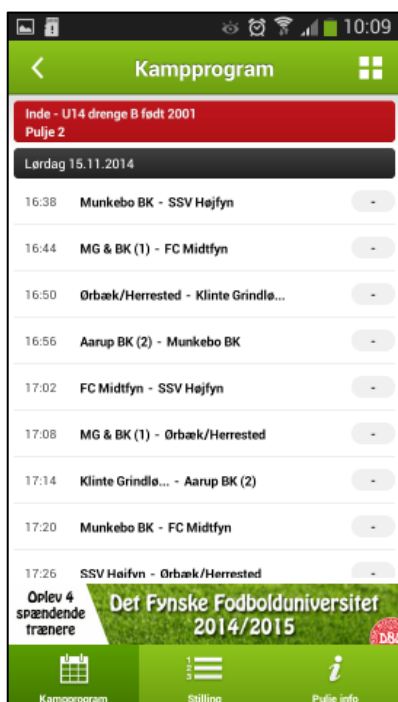 10:09
Kampprogram
Inde - U14 drenge B født 2001
Pulje 2
Lørdag 15.11.2014
16:38 Munkebo BK - SSV Højfyn -
16:44 MG & BK (1) - FC Midtfyn -
16:50 Ørbæk/Herrested - Klinte Grindlø... -
16:56 Aarup BK (2) - Munkebo BK -
17:02 FC Midtfyn - SSV Højfyn -
17:08 MG & BK (1) - Ørbæk/Herrested -
17:14 Klinte Grindlø... - Aarup BK (2) -
17:20 Munkebo BK - FC Midtfyn -
17:26 SSV Højfyn - Ørbæk/Herrested
Oplev 4
spændende
trænere
Det Fynske Fodbolduniversitet
2014/2015
DBU
Kampprogram
Stilling
Pulje info